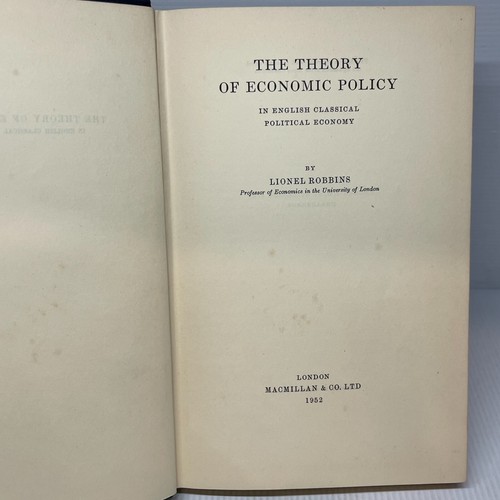 THE THEORY
OF ECONOMIC POLICY
IN ENGLISH CLASSICAL
POLITICAL ECONOMY
BY
LIONEL ROBBINS
Professor of Economics in the University of London
LONDON
MACMILLAN & CO. LTD
1952